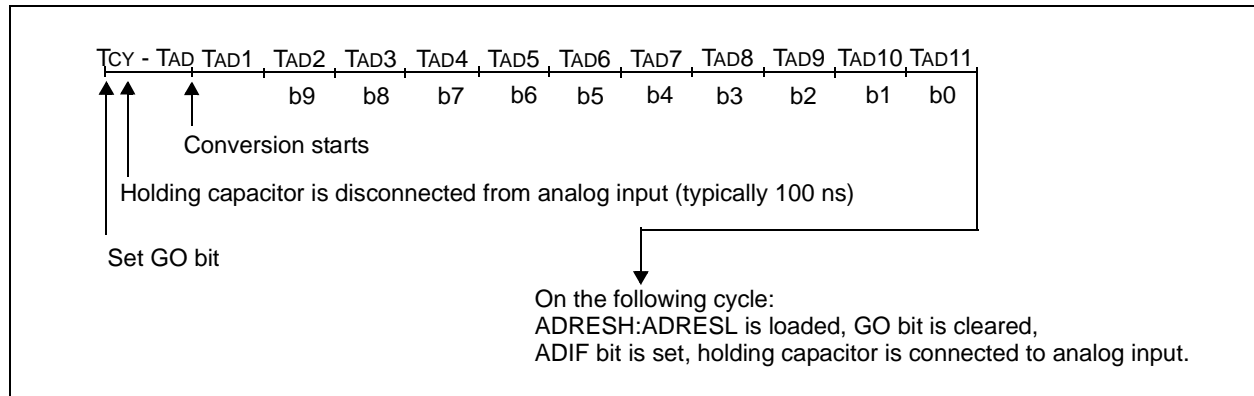 TCY - TAD TAD1 TAD2 TAD3 TAD4 TAD5 TAD6 TAD7 TAD8 TAD9 TAD10 TAD11
b9 b8 b7 b6 b5 b4 b3 b2 b1 b0
Conversion starts
Holding capacitor is disconnected from analog input (typically 100 ns)
Set GO bit
On the following cycle:
ADRESH:ADRESL is loaded, GO bit is cleared,
ADIF bit is set, holding capacitor is connected to analog input.